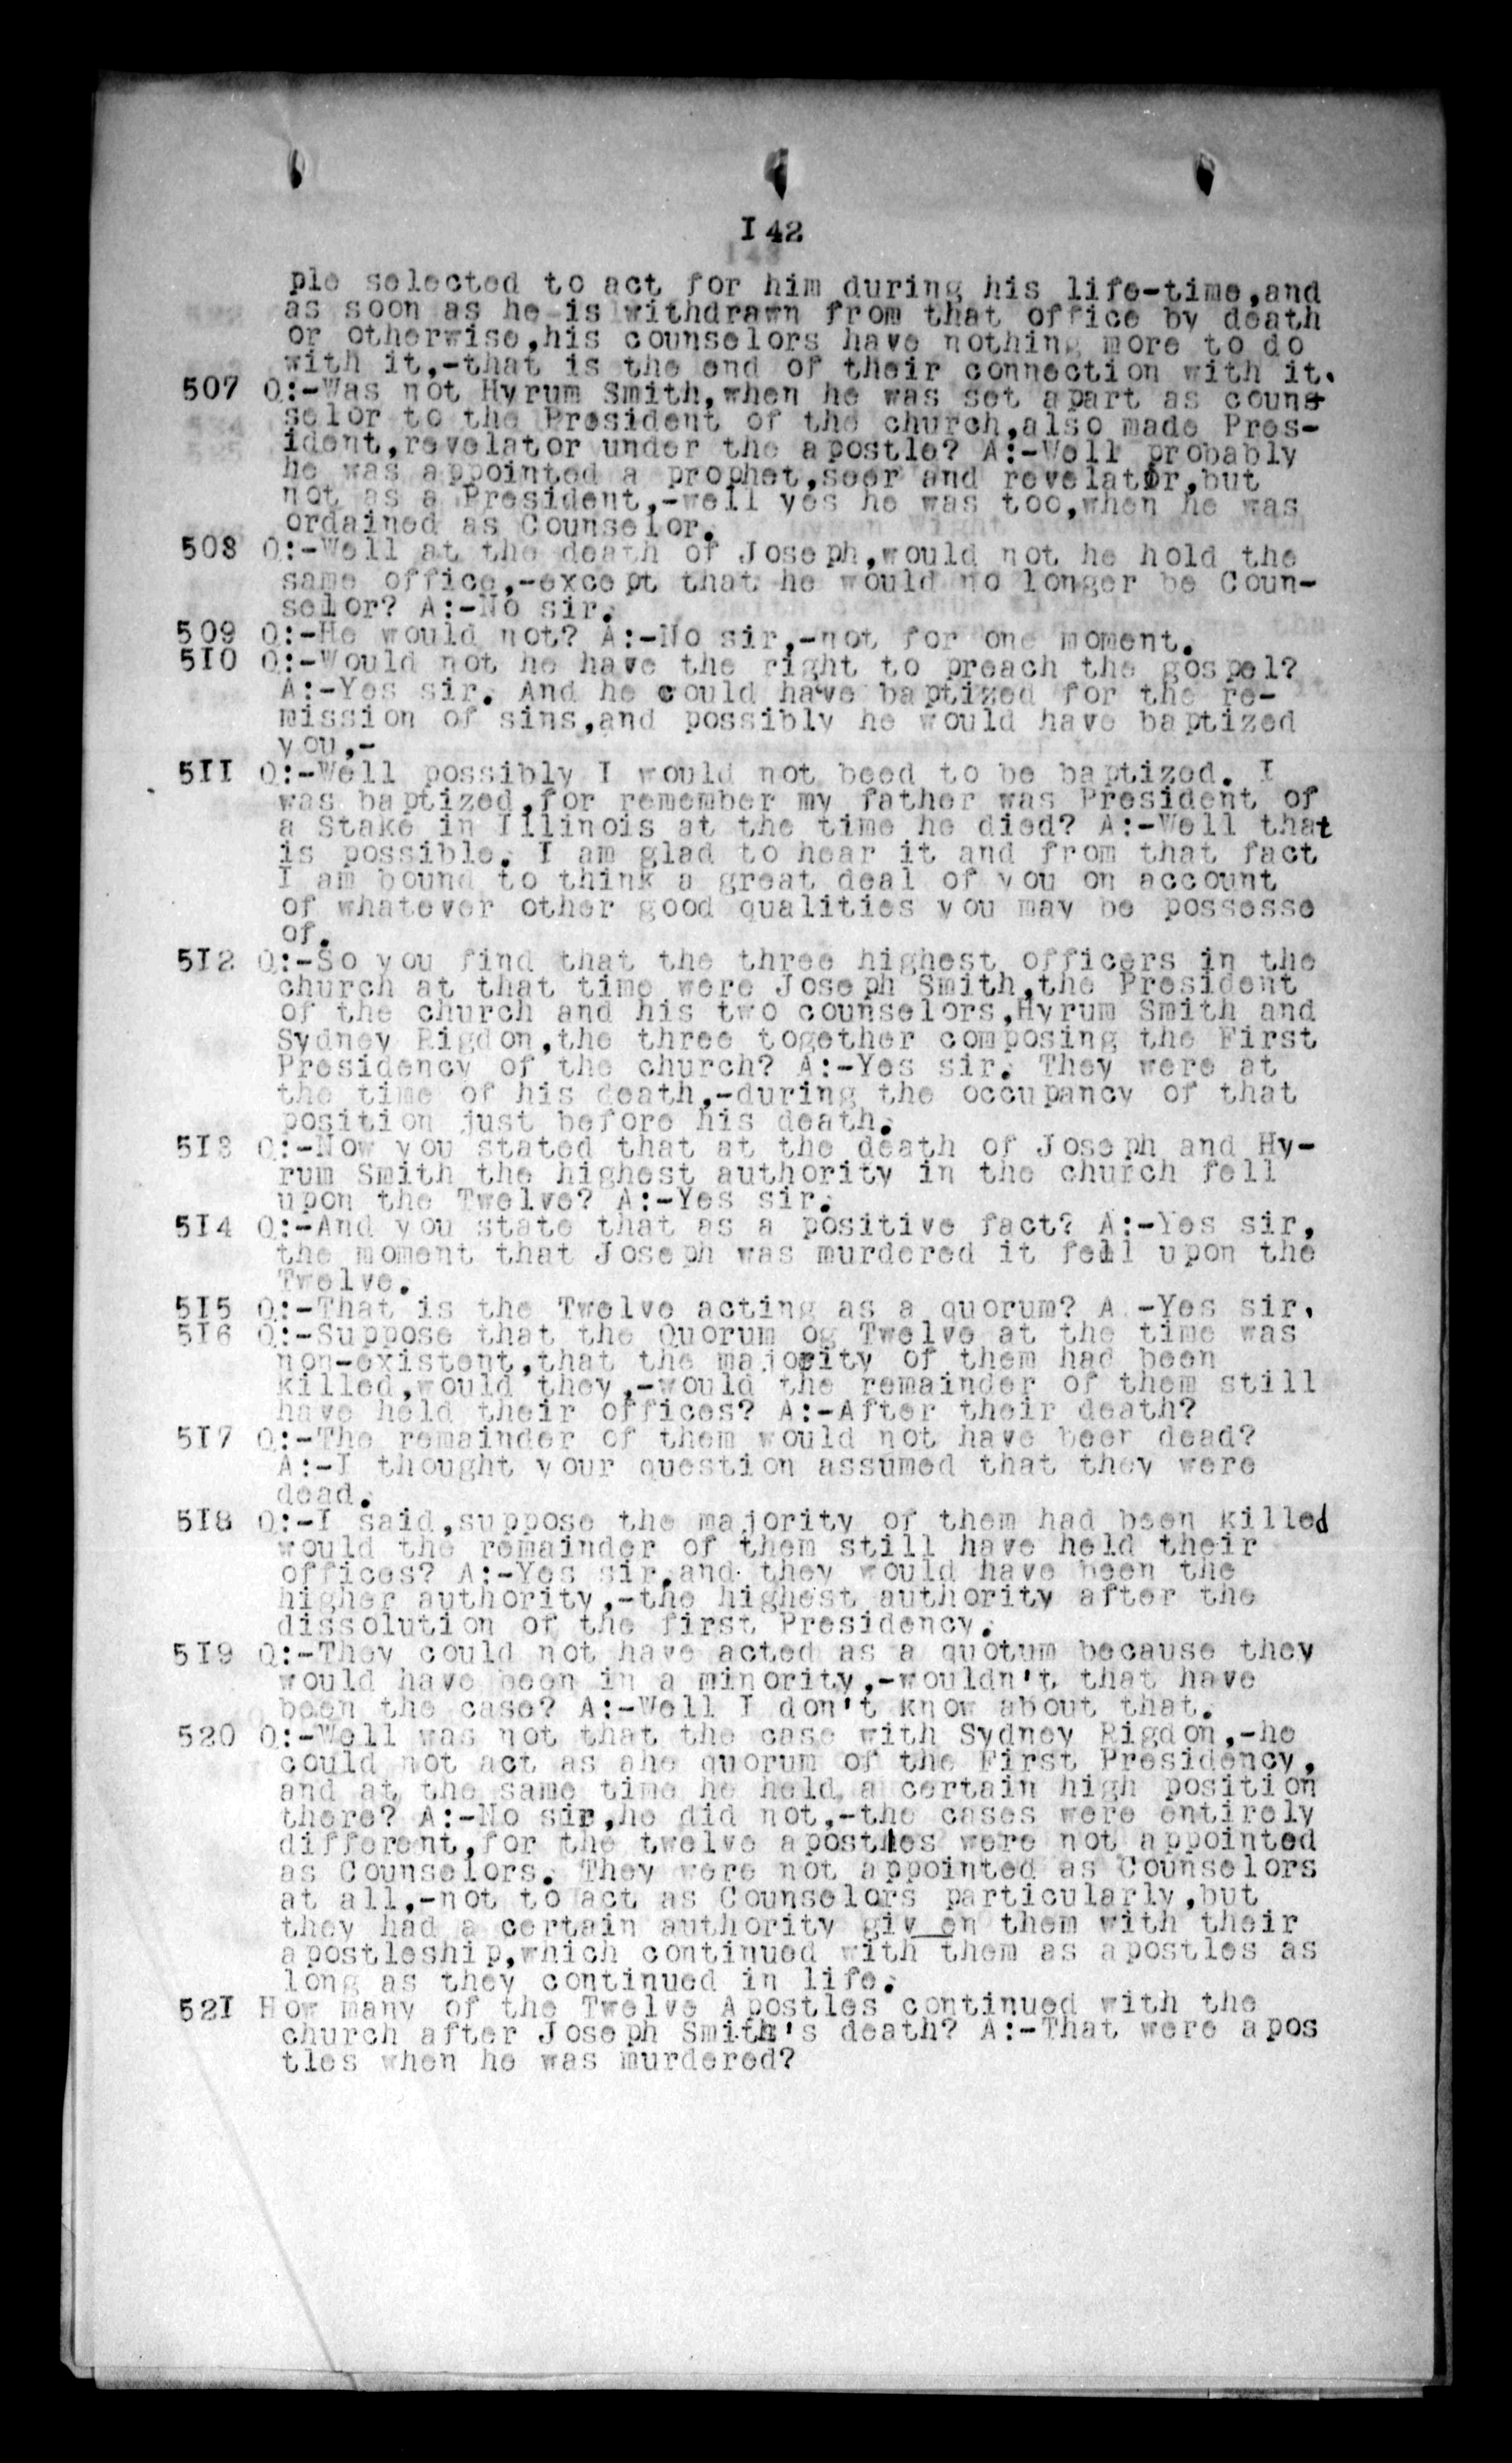 I42
ple selected to act for him during his life-time,and
as soon as he is withdrawn from that office by death
or otherwise,his counselors have nothing more to do
with it,-that is the end of their connection with it.
507 Q:-Was not Hyrum Smith,when he was set apart as couns-
selor to the President of the church,also made Pres-
ident,revelator under the apostle? A:-Well probably
he was appointed a prophet,seer and revelator,but
not as a President,-well yes he was too,when he was
ordained as Counselor.
508 Q:-Well at the death of Joseph,would not he hold the
same office,-except that he would no longer be Coun-
selor? A:-No sir.
509 Q:-He would not? A:-No sir,-not for one moment.
5I0 Q:-Would not he have the right to preach the gospel?
A:-Yes sir. And he could have baptized for the re-
mission of sins,and possibly he would have baptized
you,-
5II Q:-Well possibly I would not beed to be baptized. I
was baptized,for remember my father was President of
a Stake in Illinois at the time he died? A:-Well that
is possible. I am glad to hear it and from that fact
I am bound to think a great deal of you on account
of whatever other good qualities you may be possesse
of.
5I2 Q:-So you find that the three highest officers in the
church at that time were Joseph Smith,the President
of the church and his two counselors,Hyrum Smith and
Sydney Rigdon,the three together composing the First
Presidency of the church? A:-Yes sir. They were at
the time of his death,-during the occupancy of that
position just before his death.
5I3 Q:-Now you stated that at the death of Joseph and Hy-
rum Smith the highest authority in the church fell
upon the Twelve? A:-Yes sir.
5I4 Q:-And you state that as a positive fact? A:-Yes sir,
the moment that Joseph was murdered it fell upon the
Twelve.
5I5 Q:-That is the Twelve acting as a quorum? A -Yes sir.
5I6 Q:-Suppose that the Quorum og Twelve at the time was
non-existent,that the majority of them had been
killed,would they,-would the remainder of them still
have held their offices? A:-After their death?
5I7 Q:-The remainder of them would not have been dead?
A:-I thought your question assumed that they were
dead.
5I8 Q:-I said,suppose the majority of them had been killed
would the remainder of them still have held their
offices? A:-Yes sir,and they would have been the
higher authority,-the highest authority after the
dissolution of the first Presidency.
5I9 Q:-They could not have acted as a quotum because they
would have been in a minority,-wouldn't that have
been the case? A:-Well I don't know about that.
520 Q:-Well was not that the case with Sydney Rigdon,-he
could not act as ahe quorum of the First Presidency,
and at the same time he held a certain high position
there? A:-No sir,he did not,-the cases were entirely
different,for the twelve apostles were not appointed
as Counselors. They were not appointed as Counselors
at all,-not to act as Counselors particularly,but
they had a certain authority giv_en them with their
apostleship,which continued with them as apostles as
long as they continued in life.
52I How many of the Twelve Apostles continued with the
church after Joseph Smith's death? A:-That were apos
tles when he was murdered?